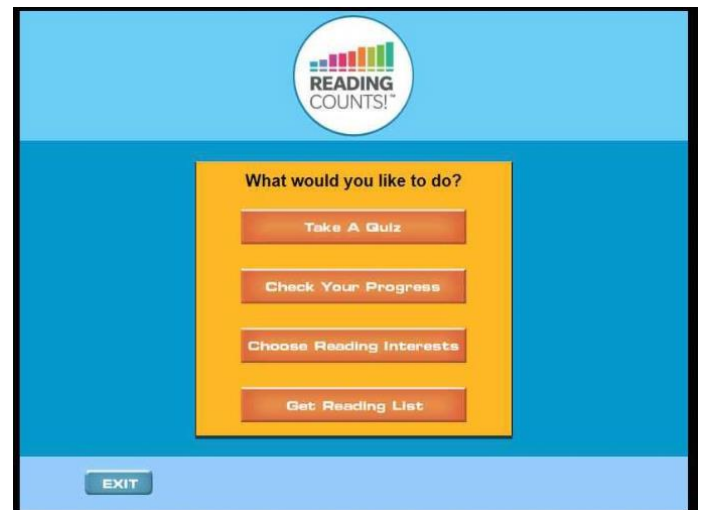 READING
COUNTS!™
What would you like to do?
Take A Quiz
Check Your Progress
Choose Reading Interests
Get Reading List
EXIT